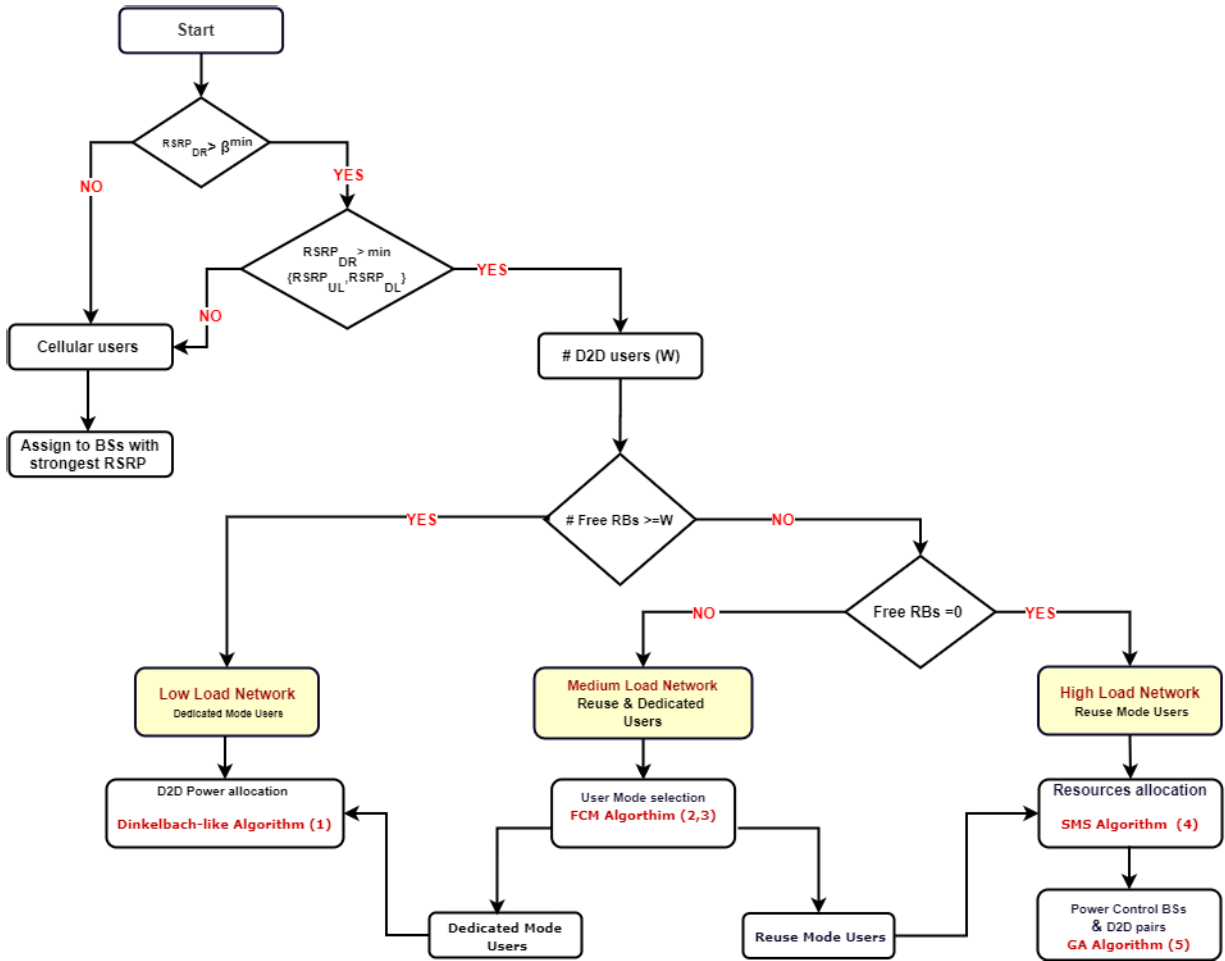 Start
RSRP DR > β min
NO
YES
RSRP DR > min
{RSRP UL ,RSRP DL }
YES
NO
Cellular users
# D2D users (W)
Assign to BSs with
strongest RSRP
YES
# Free RBs >=W
NO
NO
Free RBs =0
YES
Low Load Network
Dedicated Mode Users
Medium Load Network
Reuse & Dedicated
Users
High Load Network
Reuse Mode Users
D2D Power allocation
Dinkelbach-like Algorithm (1)
User Mode selection
FCM Algorthim (2,3)
Resources allocation
SMS Algorithm (4)
Dedicated Mode
Users
Reuse Mode Users
Power Control BSs
& D2D pairs
GA Algorithm (5)